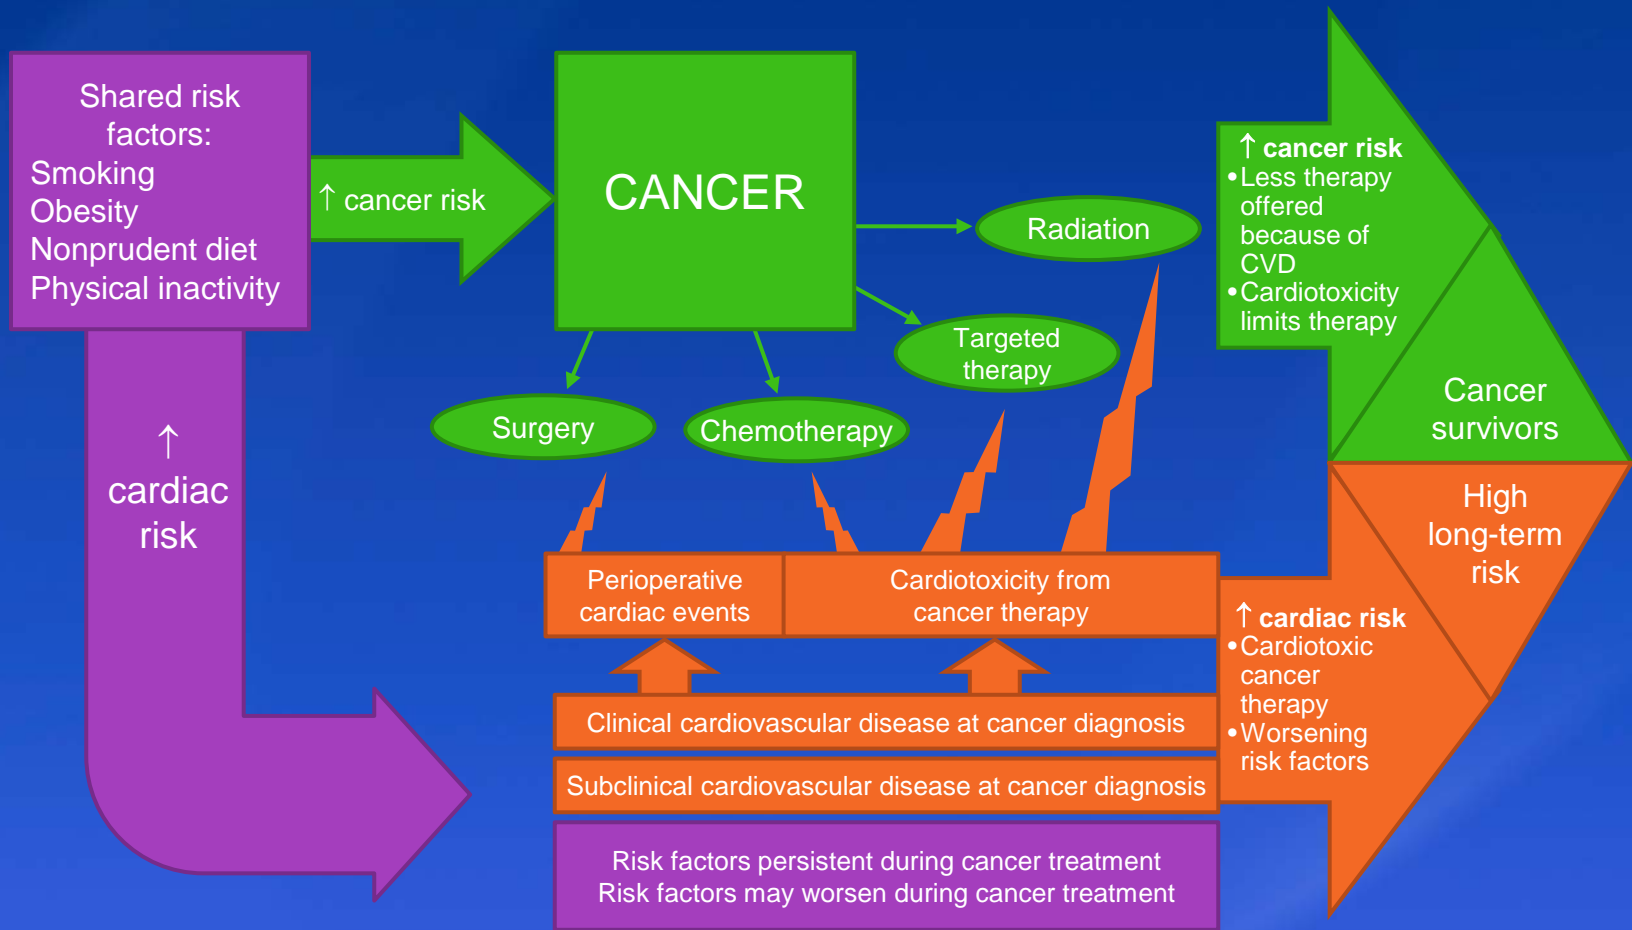 Shared risk
factors:
Smoking
Obesity
Nonprudent diet
Physical inactivity
↑ cancer risk
CANCER
Radiation
Targeted
therapy
Surgery
Chemotherapy
↑
cardiac
risk
Perioperative
cardiac events
Cardiotoxicity from
cancer therapy
Clinical cardiovascular disease at cancer diagnosis
Subclinical cardiovascular disease at cancer diagnosis
Risk factors persistent during cancer treatment
Risk factors may worsen during cancer treatment
↑ cancer risk
•Less therapy
offered
because of
CVD
•Cardiotoxicity
limits therapy
Cancer
survivors
High
long-term
risk
↑ cardiac risk
•Cardiotoxic
cancer
therapy
•Worsening
risk factors